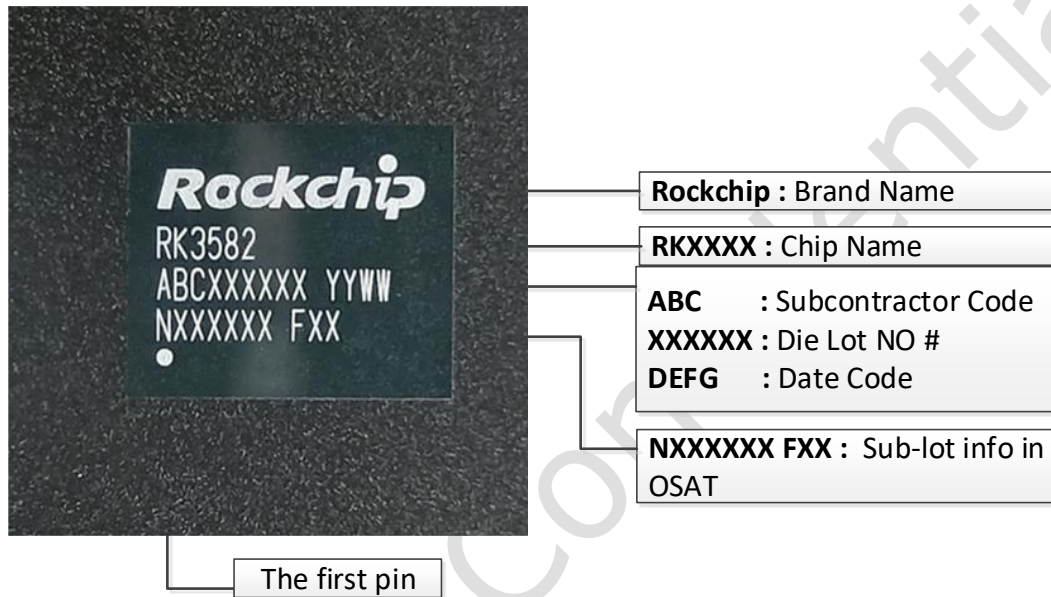 Rockchip
RK3582
ABCXXXXXX YYWW
NXXXXXX FXX
Rockchip : Brand Name
RKXXXX : Chip Name
ABC : Subcontractor Code
XXXXXX : Die Lot NO #
DEFG : Date Code
NXXXXXX FXX : Sub-lot info in
OSAT
The first pin